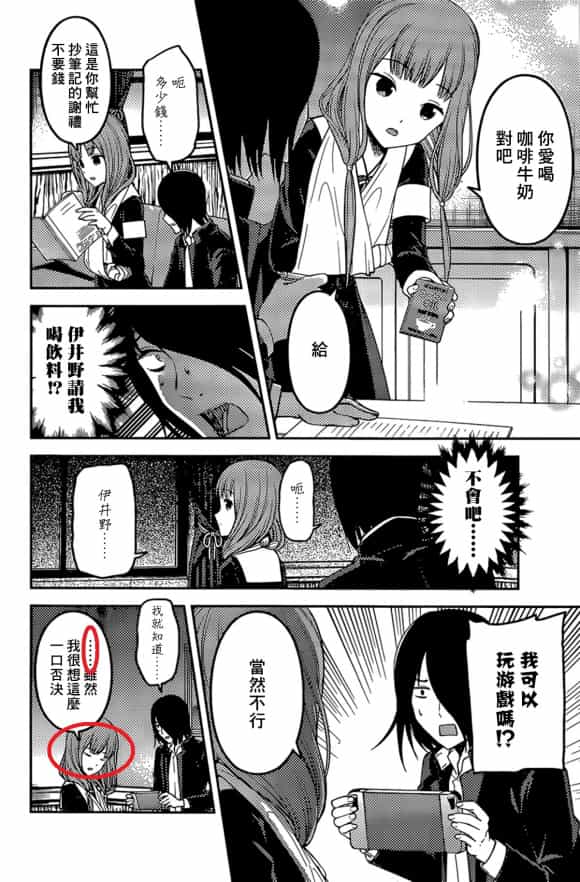 你愛喝
咖啡牛奶
對吧
給
呃
多少錢……
這是你幫忙
抄筆記的謝禮
不要錢
伊井野請我
喝飲料!?
不會吧……
呃……
伊井野……
我可以
玩游戲嗎!?
當然不行
我就知道……
……雖然
我很想這麼
一口否決